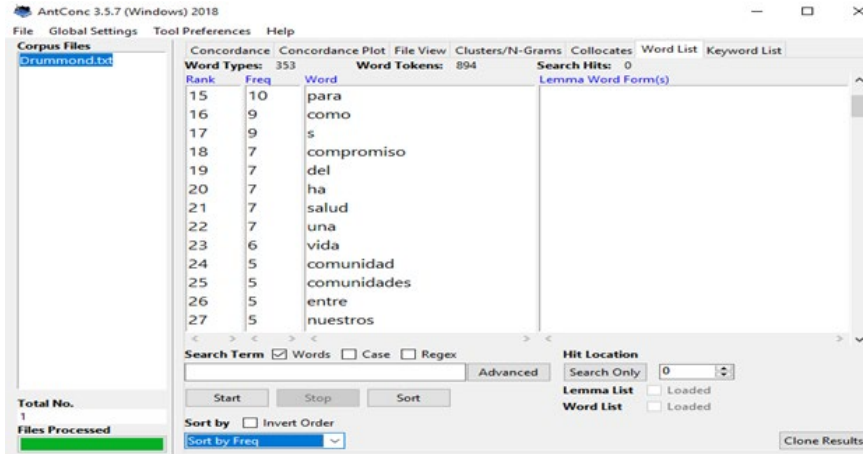 AntConc 3.5.7 (Windows) 2018
File Global Settings Tool Preferences Help
Corpus Files
Drummond.txt
Concordance Concordance Plot File View Clusters/N-Grams Collocates Word List Keyword List
Word Types: 353 Word Tokens: 894 Search Hits: 0
Rank Freq Word Lemma Word Form(s)
15 10 para
16 9 como
17 9 s
18 7 compromiso
19 7 del
20 7 ha
21 7 salud
22 7 una
23 6 vida
24 5 comunidad
25 5 comunidades
26 5 entre
27 5 nuestros
Search Term Words Case Regex Hit Location
Advanced Search Only 0
Start Stop Sort Lemma List Loaded
Word List Loaded
Total No.
1
Files Processed
Sort by Invert Order
Sort by Freq Clone Results